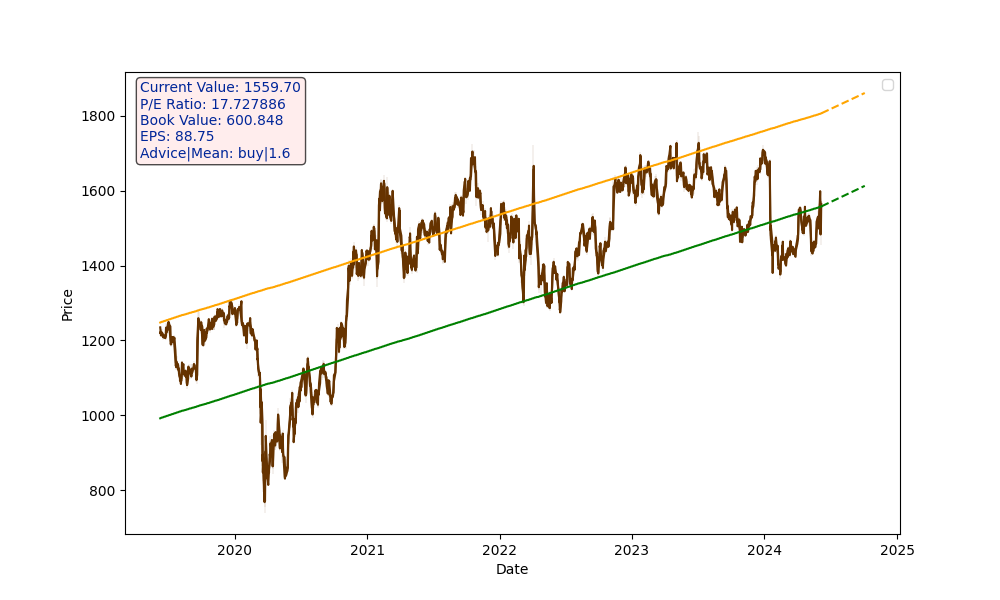 Current Value: 1559.70
P/E Ratio: 17.727886
Book Value: 600.848
EPS: 88.75
Advice|Mean: buy|1.6
1800
1600
1400
1200
1000
800
Price
2020
2021
2022
2023
2024
2025
Date